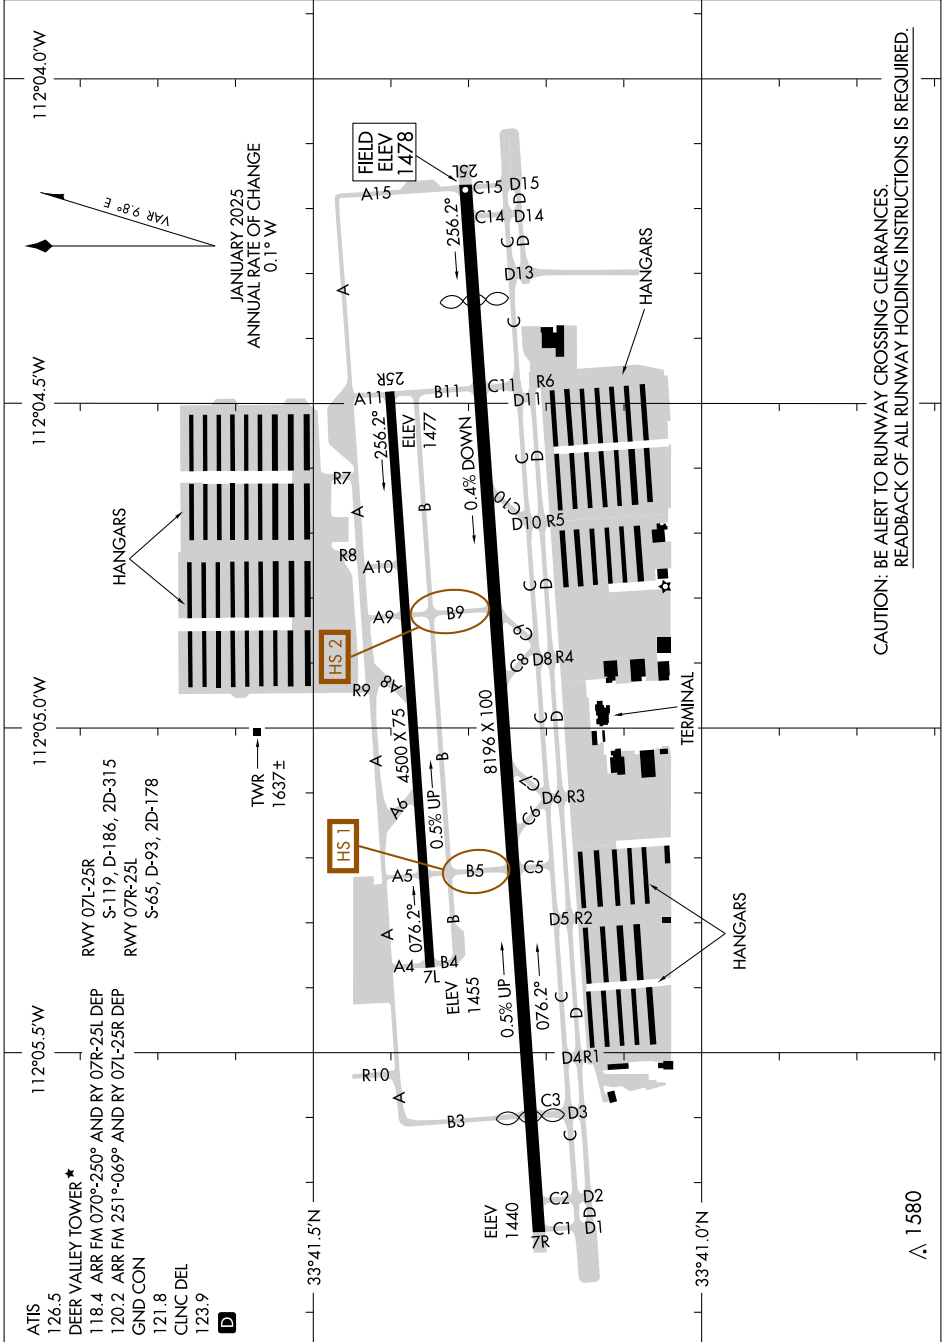 ATIS
126.5
DEER VALLEY TOWER ★
118.4 ARR FM 070°-250° AND RY 07R-25L DEP
120.2 ARR FM 251°-069° AND RY 07L-25R DEP
GND CON
121.8
CLNC DEL
123.9
D
RWY 07L-25R
S-119, D-186, 2D-315
RWY 07R-25L
S-65, D-93, 2D-178
112°05.5'W
112°05.0'W
112°04.5'W
112°04.0'W
VAR 9.8° E
JANUARY 2025
ANNUAL RATE OF CHANGE
0.1° W
TWR
1637±
HANGARS
33°41.5'N
HS 1
HS 2
R10
R9
R8
R7
A
A
A
A
A
A4
A5
A6
A8
A9
A10
A11
A15
FIELD
ELEV
1478
7L
076.2°
4500 X 75
0.5% UP
256.2°
25R
ELEV
1455
ELEV
1477
B3
B4
B
B5
B
B9
B
B11
ELEV
1440
7R
0.5% UP
076.2°
8196 X 100
0.4% DOWN
256.2°
25L
C1
C2
C3
C5
C6
C7
C8
C9
C10
C11
C14
C15
C
C
C
C
C
C
C
D
D
D
D
D
D
D
D1
D2
D3
D4
R1
D5 R2
D6 R3
D8 R4
D10 R5
D11
R6
D13
D14
D15
HANGARS
TERMINAL
HANGARS
33°41.0'N
1580
CAUTION: BE ALERT TO RUNWAY CROSSING CLEARANCES.
READBACK OF ALL RUNWAY HOLDING INSTRUCTIONS IS REQUIRED.